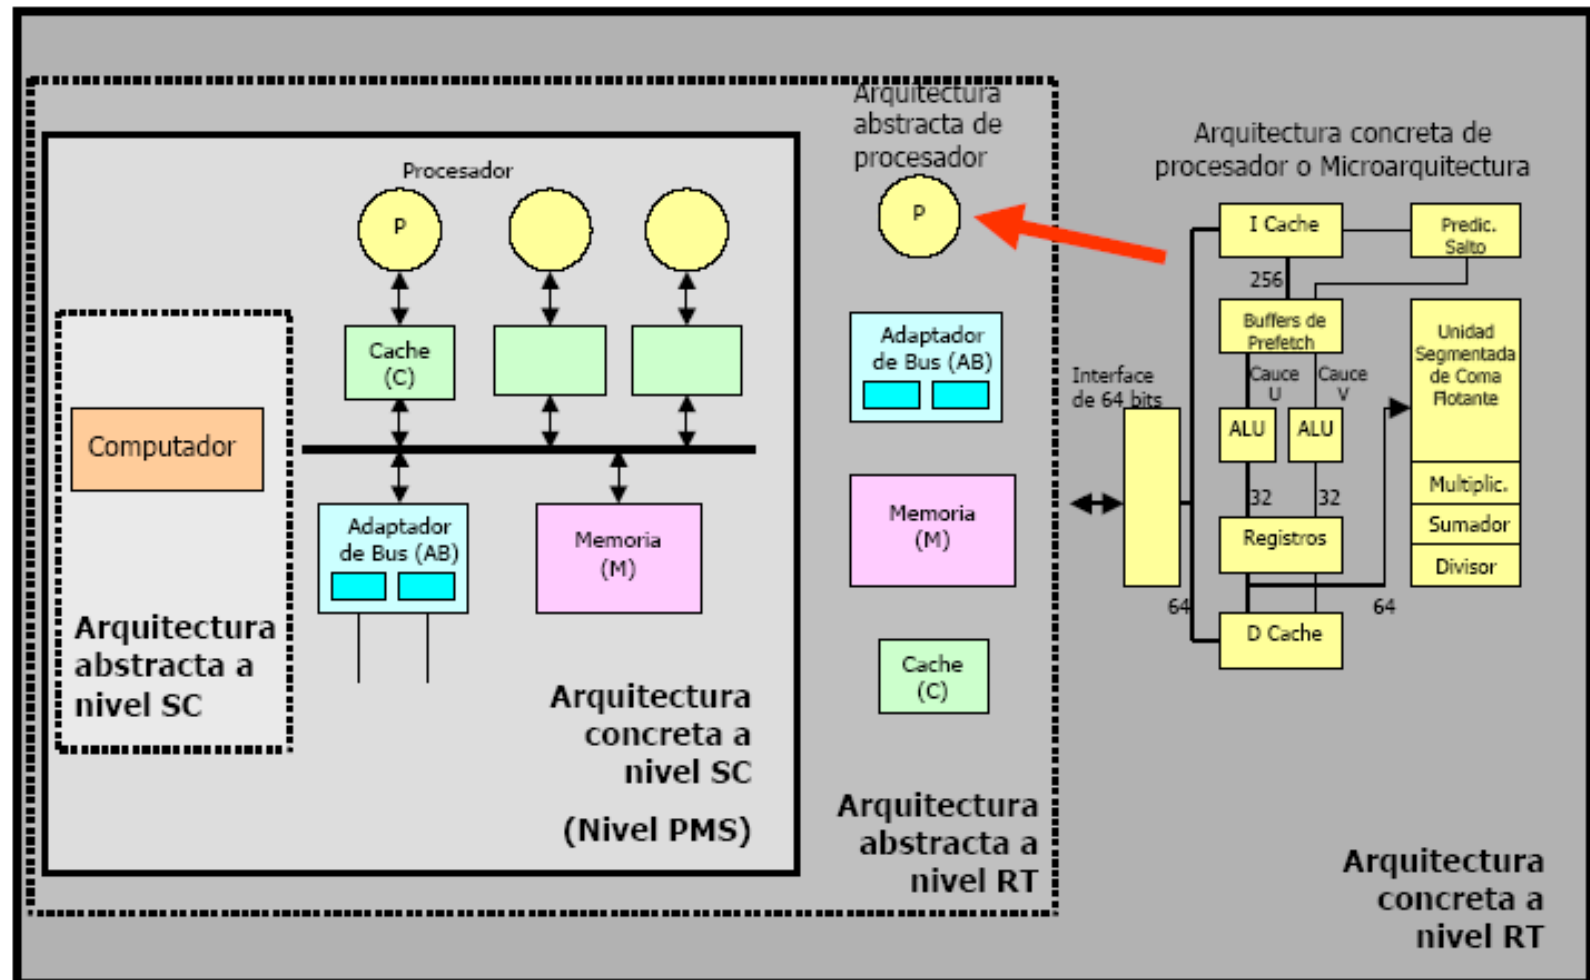 Procesador
P
Cache
(C)
Computador
Adaptador
de Bus (AB)
Memoria
(M)
Arquitectura
abstracta a
nivel SC
Arquitectura
concreta a
nivel SC
(Nivel PMS)
Arquitectura
abstracta de
procesador
P
Adaptador
de Bus (AB)
Memoria
(M)
Cache
(C)
Arquitectura
abstracta a
nivel RT
Arquitectura concreta de
procesador o Microarquitectura
I Cache
Predic.
Salto
256
Buffers de
Prefetch
Unidad
Segmentada
de Coma
Flotante
Interface
de 64 bits
Cauce
U
Cauce
V
ALU
ALU
32
32
Multiplic.
Sumador
Divisor
Registros
64
64
D Cache
Arquitectura
concreta a
nivel RT